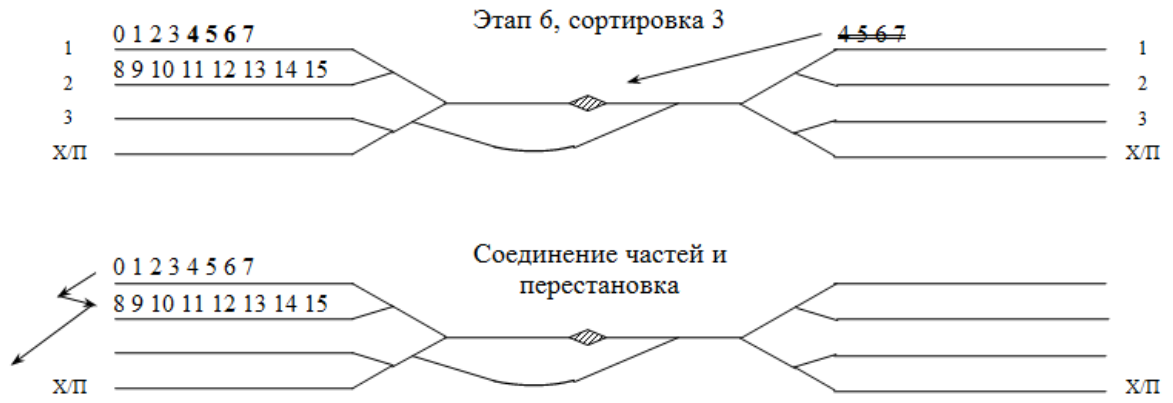 Этап 6, сортировка 3
0 1 2 3 4 5 6 7
4 5 6 7
1
1
8 9 10 11 12 13 14 15
2
2
3
3
Х/П
Х/П
Соединение частей и
перестановка
0 1 2 3 4 5 6 7
8 9 10 11 12 13 14 15
Х/П
Х/П